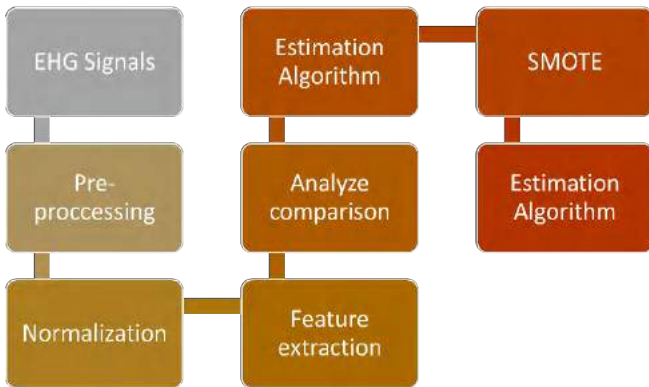 EHG Signals
Pre-
proccessing
Normalization
Feature
extraction
Analyze
comparison
Estimation
Algorithm
SMOTE
Estimation
Algorithm